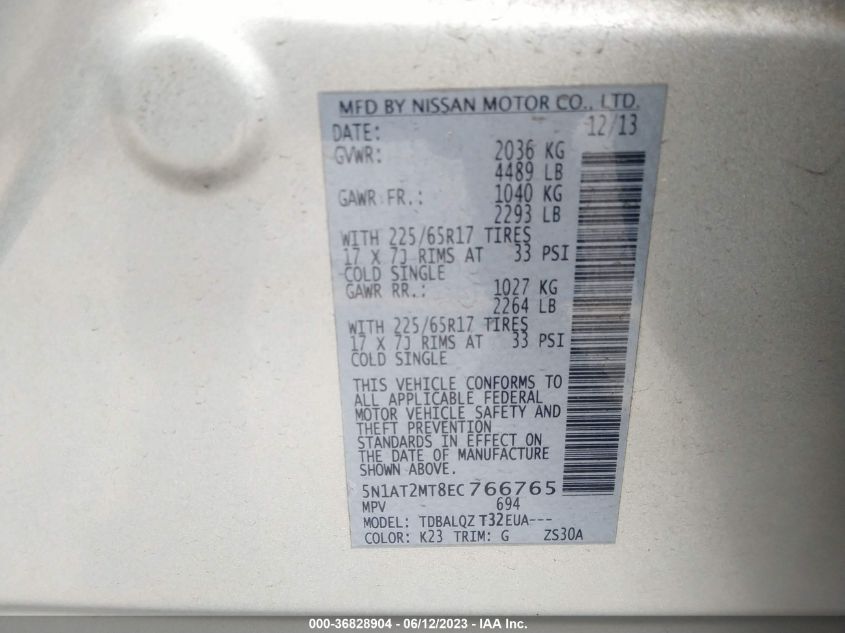 MFD BY NISSAN MOTOR CO., LTD.
DATE: 12/13
GVWR: 2036 KG
4489 LB
GAWR FR.: 1040 KG
2293 LB
WITH 225/65R17 TIRES
17 X 7J RIMS AT 33 PSI
COLD SINGLE
GAWR RR.: 1027 KG
2264 LB
WITH 225/65R17 TIRES
17 X 7J RIMS AT 33 PSI
COLD SINGLE
THIS VEHICLE CONFORMS TO
ALL APPLICABLE FEDERAL
MOTOR VEHICLE SAFETY AND
THEFT PREVENTION
STANDARDS IN EFFECT ON
THE DATE OF MANUFACTURE
SHOWN ABOVE.
5N1AT2MT8EC766765
MPV 694
MODEL: TDBALQZ T32EUA---
COLOR: K23 TRIM: G ZS30A
000-36828904 - 06/12/2023 - IAA Inc.